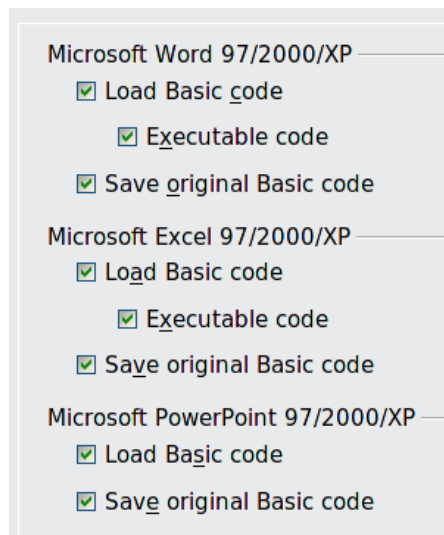 Microsoft Word 97/2000/XP
Load Basic code
Executable code
Save original Basic code
Microsoft Excel 97/2000/XP
Load Basic code
Executable code
Save original Basic code
Microsoft PowerPoint 97/2000/XP
Load Basic code
Save original Basic code